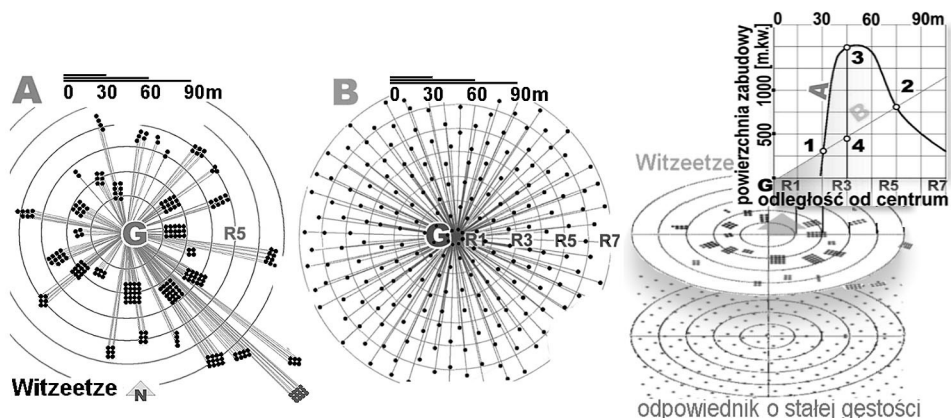 A
0 30 60 90m
G
R5
Witzeetze
N
B
0 30 60 90m
G R1 R3 R5 R7
0 30 60 90m
powierzchnia zabudowy
500 1000 [m.kw.]
A
B
1
2
3
4
G R1 R3 R5 R7
odległość od centrum
Witzeetze
odpowiednik o stałej gęstości